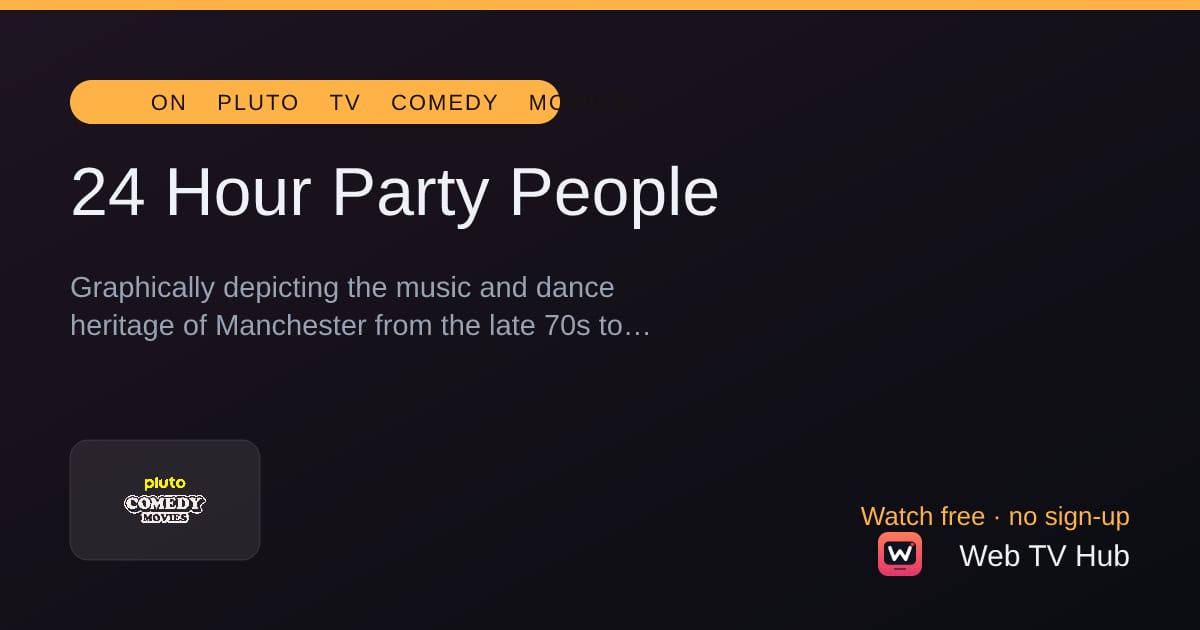 ON PLUTO TV COMEDY MOVIES
24 Hour Party People
Graphically depicting the music and dance
heritage of Manchester from the late 70s to…
pluto
COMEDY
MOVIES
Watch free · no sign-up
W
Web TV Hub